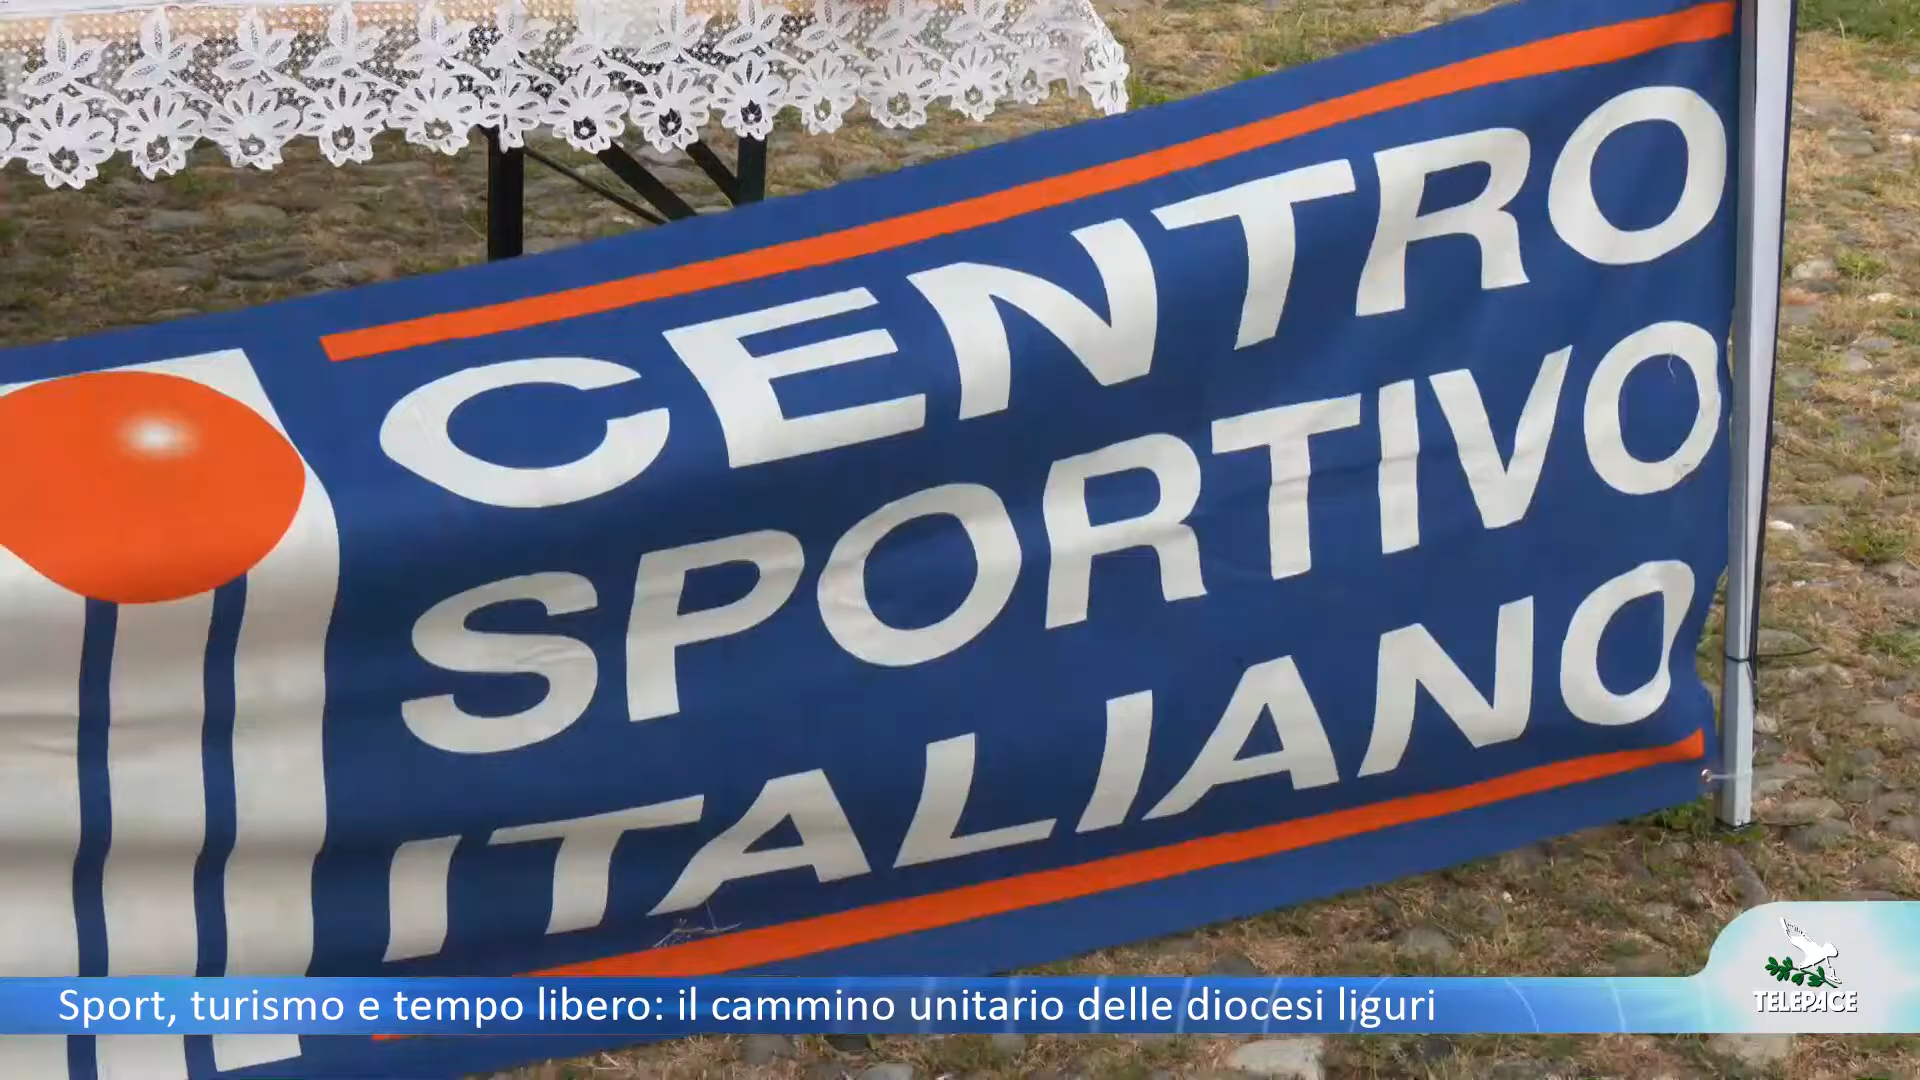 CENTRO
SPORTIVO
ITALIANO
Sport, turismo e tempo libero: il cammino unitario delle diocesi liguri
TELEPACE